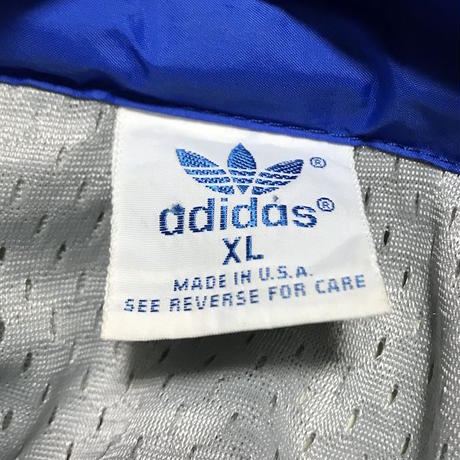 ®
adidas®
XL
MADE IN U.S.A.
SEE REVERSE FOR CARE